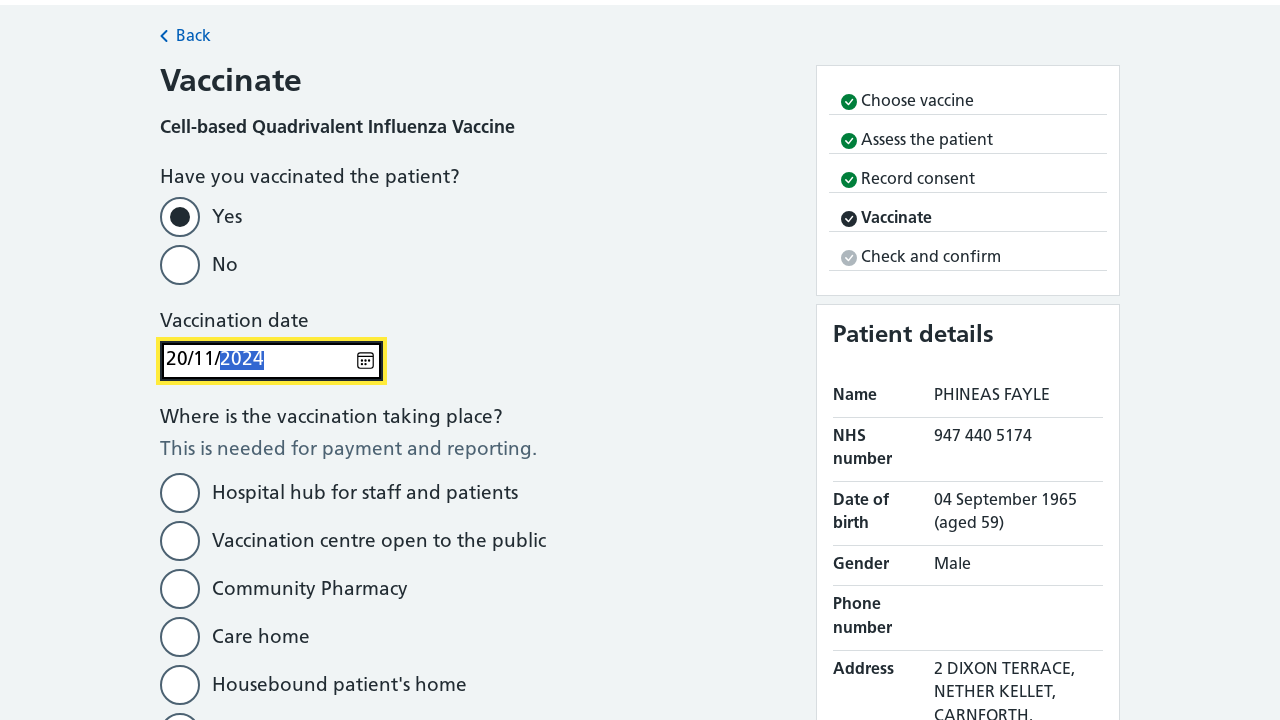 Back
Vaccinate
Cell-based Quadrivalent Influenza Vaccine
Have you vaccinated the patient?
Yes
No
Vaccination date
20/11/2024
Where is the vaccination taking place?
This is needed for payment and reporting.
Hospital hub for staff and patients
Vaccination centre open to the public
Community Pharmacy
Care home
Housebound patient's home
Choose vaccine
Assess the patient
Record consent
Vaccinate
Check and confirm
Patient details
Name PHINEAS FAYLE
NHS 947 440 5174
number
Date of 04 September 1965
birth (aged 59)
Gender Male
Phone
number
Address 2 DIXON TERRACE,
NETHER KELLET,
CARNFORTH,